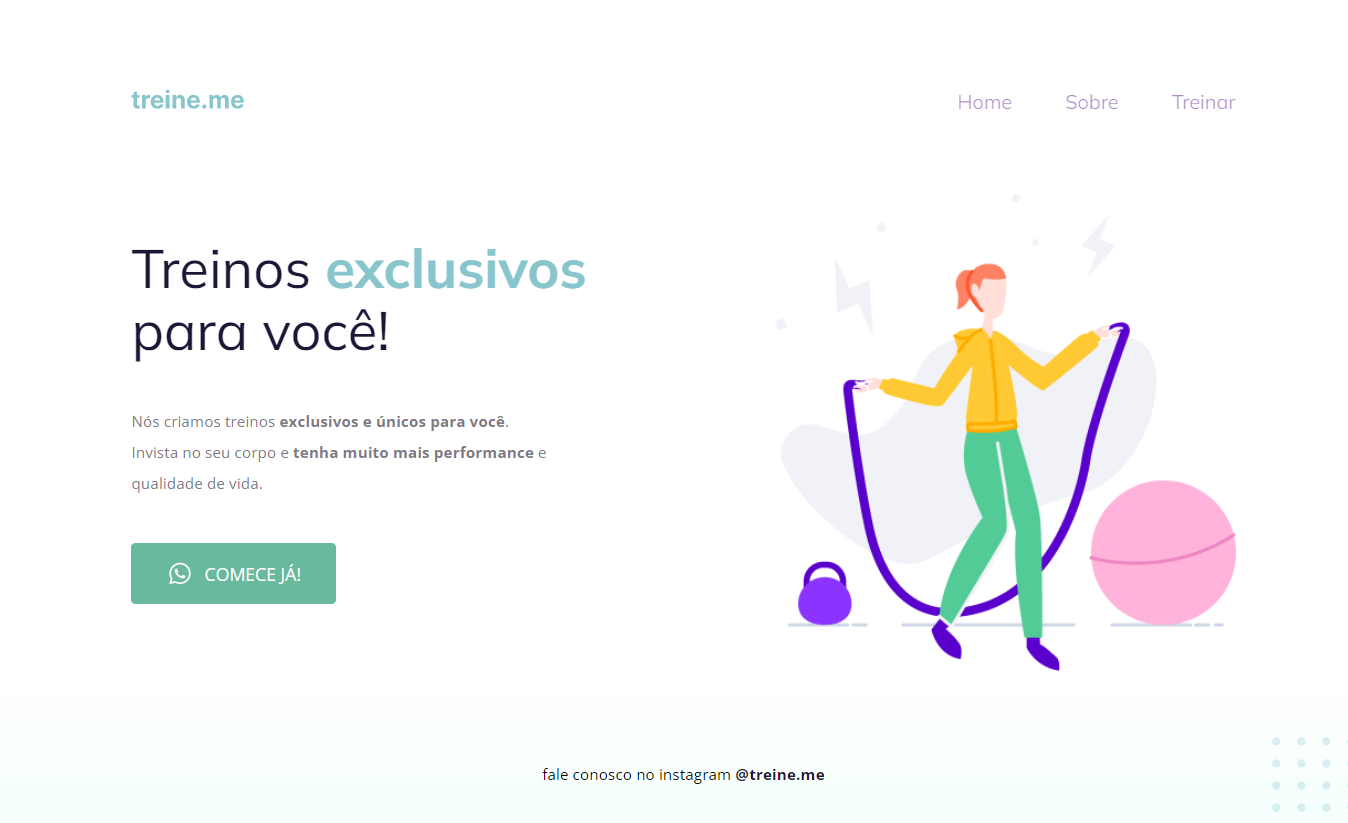 treine.me
Home Sobre Treinar
Treinos exclusivos
para você!
Nós criamos treinos exclusivos e únicos para você.
Invista no seu corpo e tenha muito mais performance e
qualidade de vida.
COMECE JÁ!
fale conosco no instagram @treine.me